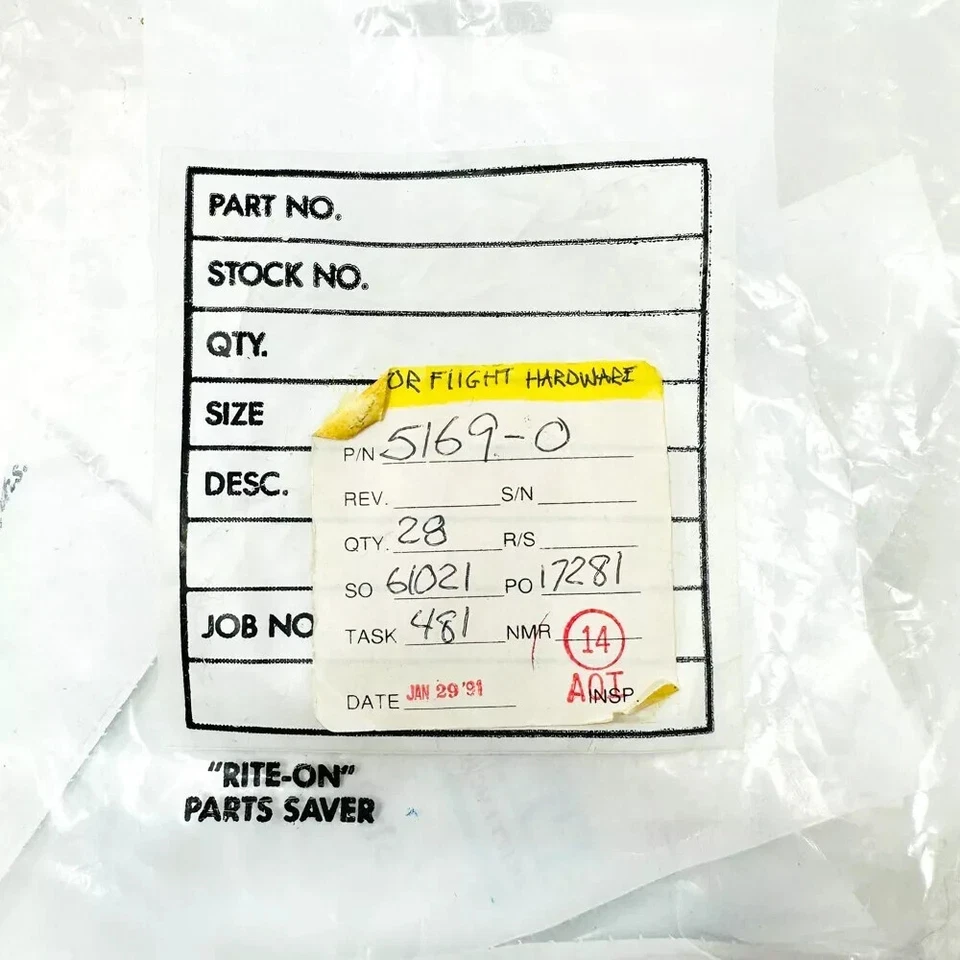 PART NO.
STOCK NO.
QTY.
SIZE
DESC.
JOB NO
OR FLIGHT HARDWARE
P/N 5169-0
REV. S/N
QTY. 28 R/S
SO 61021 PO 17281
TASK 481 NMR 14
DATE JAN 29 '91 INSP.
"RITE-ON"
PARTS SAVER